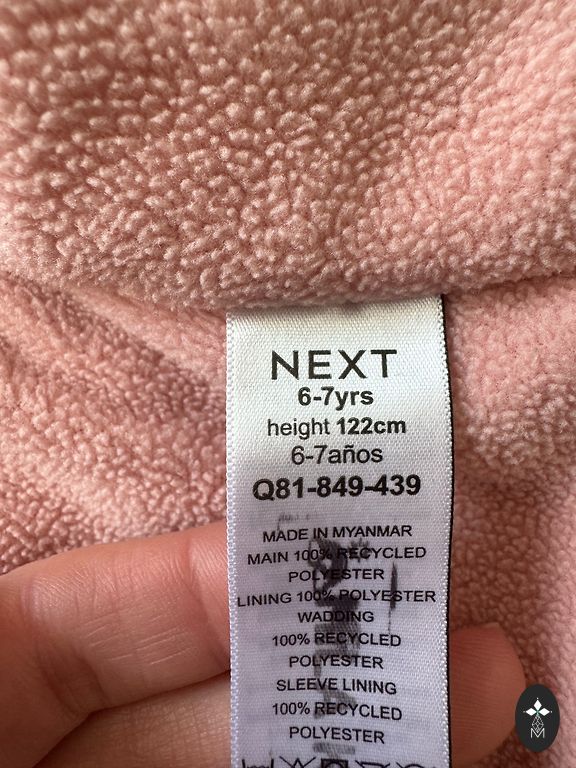 NEXT
6-7yrs
height 122cm
6-7años
Q81-849-439
MADE IN MYANMAR
MAIN 100% RECYCLED
POLYESTER
LINING 100% POLYESTER
WADDING
100% RECYCLED
POLYESTER
SLEEVE LINING
100% RECYCLED
POLYESTER
M